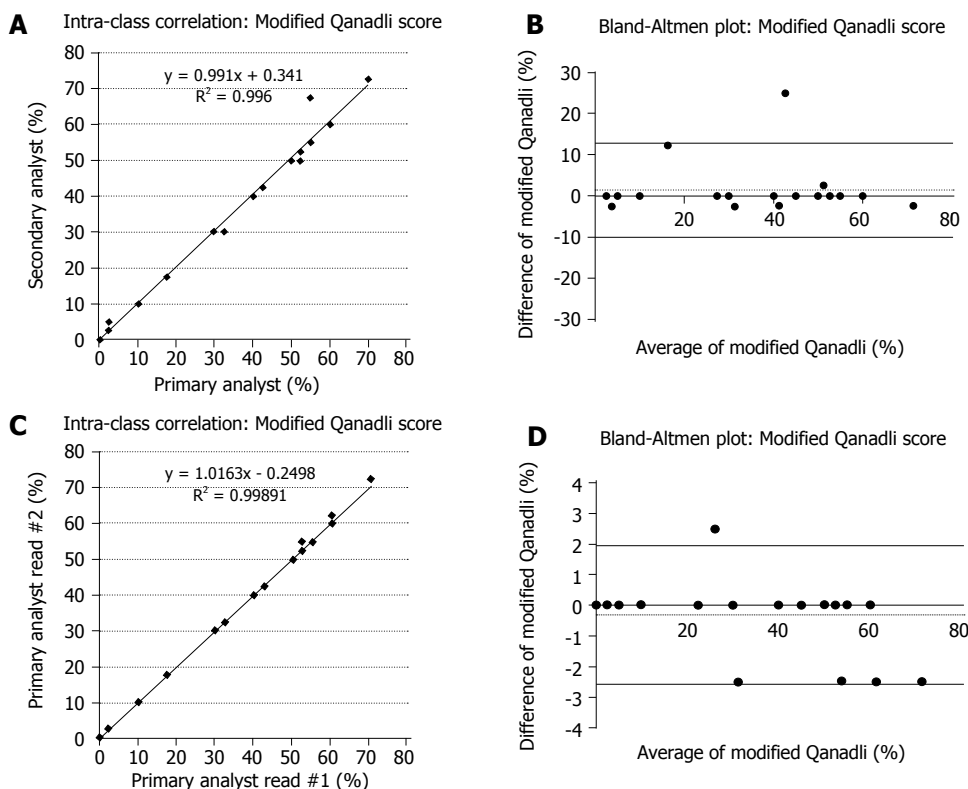 A
Intra-class correlation: Modified Qanadli score
80
70
60
50
40
30
20
10
0
Secondary analyst (%)
y = 0.991x + 0.341
R² = 0.996
0 10 20 30 40 50 60 70 80
Primary analyst (%)
B
Bland-Altmen plot: Modified Qanadli score
30
20
10
0
-10
-20
-30
Difference of modified Qanadli (%)
20 40 60 80
Average of modified Qanadli (%)
C
Intra-class correlation: Modified Qanadli score
80
70
60
50
40
30
20
10
0
Primary analyst read #2 (%)
y = 1.0163x - 0.2498
R² = 0.99891
0 10 20 30 40 50 60 70 80
Primary analyst read #1 (%)
D
Bland-Altmen plot: Modified Qanadli score
4
3
2
1
0
-1
-2
-3
-4
Difference of modified Qanadli (%)
20 40 60 80
Average of modified Qanadli (%)